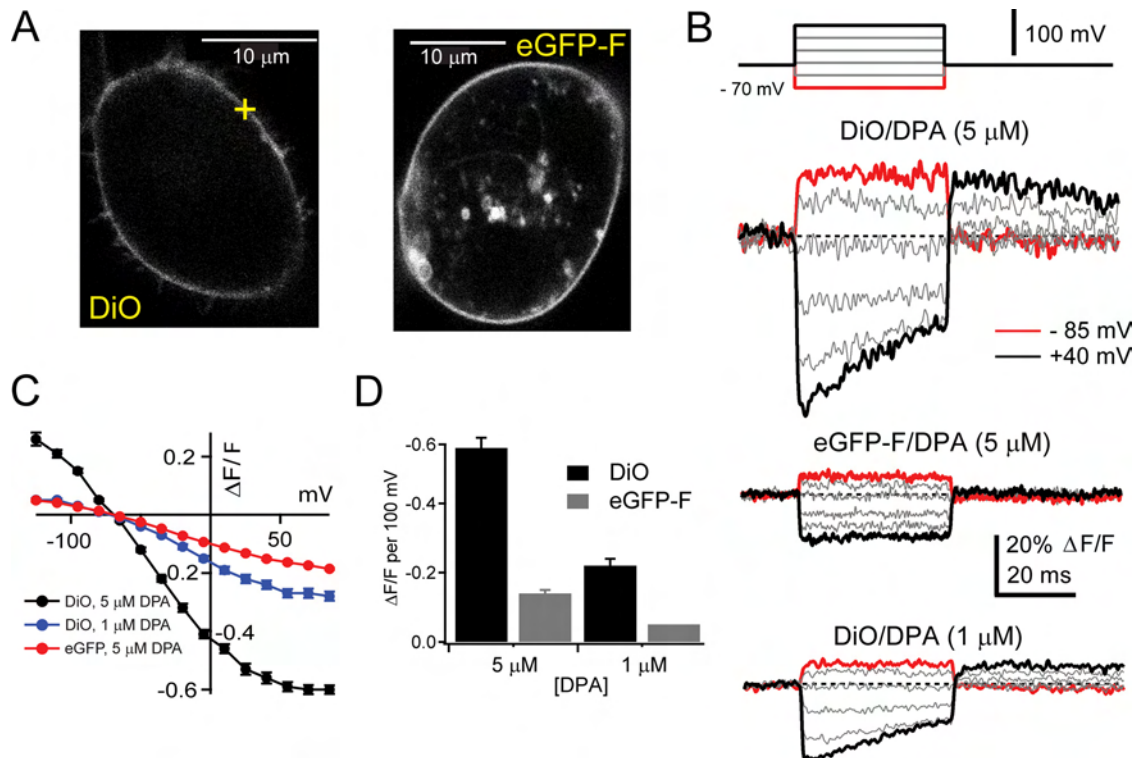 A
10 µm
DiO
10 µm
eGFP-F
B
100 mV
- 70 mV
DiO/DPA (5 µM)
- 85 mV
+40 mV
eGFP-F/DPA (5 µM)
20% ΔF/F
20 ms
DiO/DPA (1 µM)
C
0.2
ΔF/F
mV
-100
50
-0.2
-0.4
-0.6
DiO, 5 µM DPA
DiO, 1 µM DPA
eGFP, 5 µM DPA
D
ΔF/F per 100 mV
-0.6
-0.4
-0.2
0.0
DiO
eGFP-F
5 µM
1 µM
[DPA]